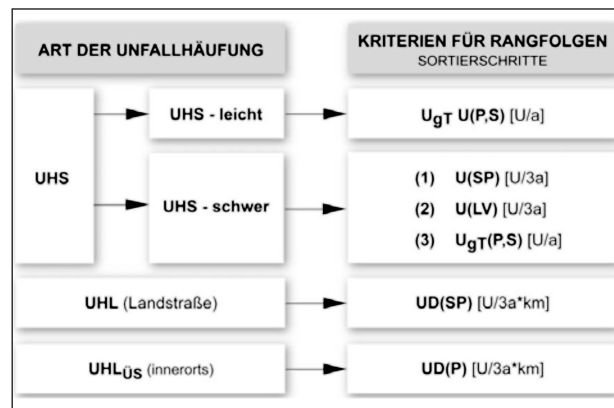 ART DER UNFALLHÄUFUNG
KRITERIEN FÜR RANGFOLGEN
SORTIERSCHRITTE
UHS
UHS - leicht
UgT U(P,S) [U/a]
UHS - schwer
(1) U(SP) [U/3a]
(2) U(LV) [U/3a]
(3) UgT(P,S) [U/a]
UHL (Landstraße)
UD(SP) [U/3a*km]
UHLÜS (innerorts)
UD(P) [U/3a*km]